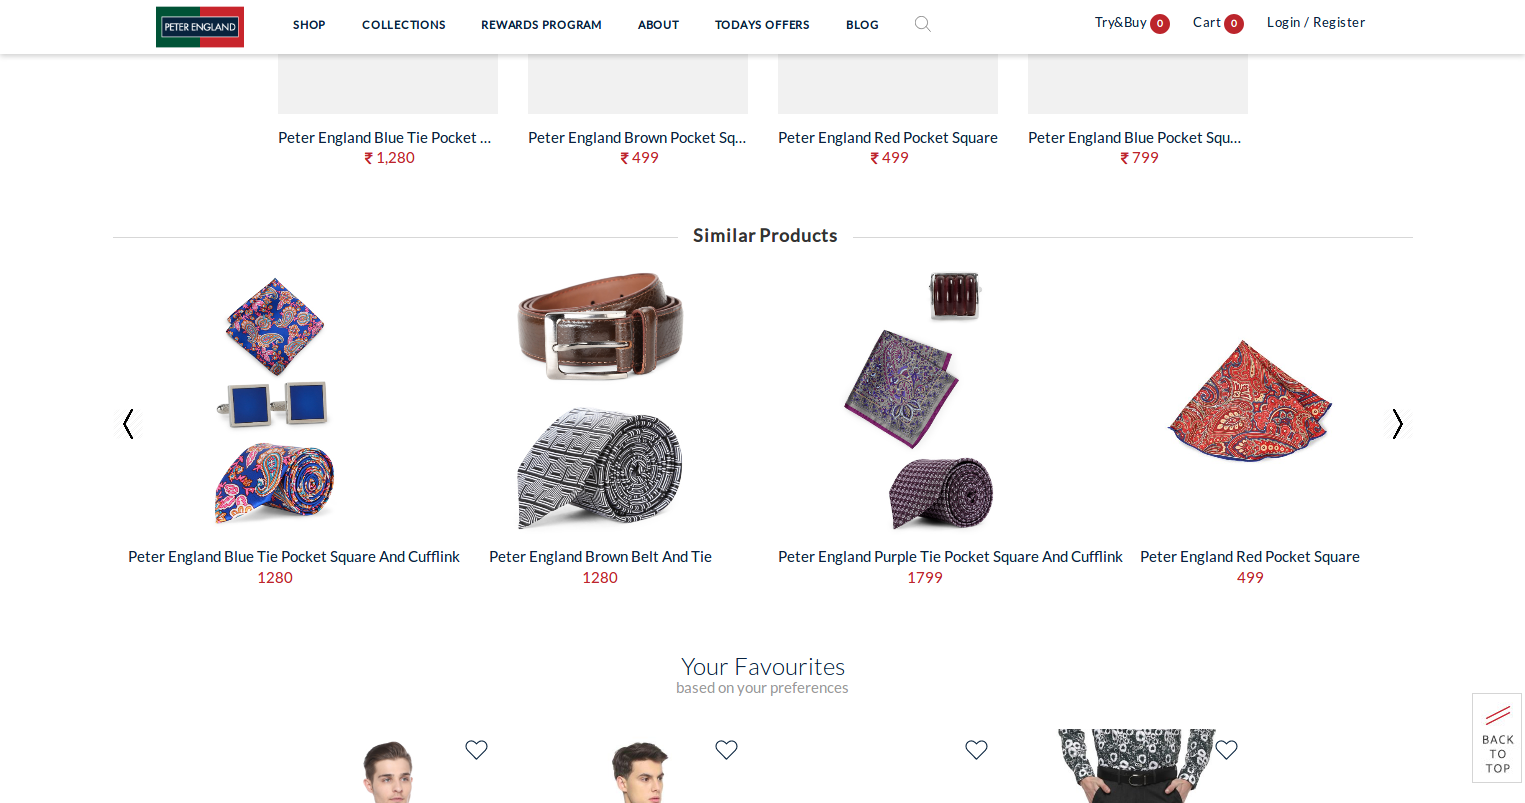 PETER ENGLAND
SHOP COLLECTIONS REWARDS PROGRAM ABOUT TODAYS OFFERS BLOG
Try&Buy 0 Cart 0 Login / Register
Peter England Blue Tie Pocket ...
₹ 1,280
Peter England Brown Pocket Sq...
₹ 499
Peter England Red Pocket Square
₹ 499
Peter England Blue Pocket Squ...
₹ 799
Similar Products
Peter England Blue Tie Pocket Square And Cufflink
1280
Peter England Brown Belt And Tie
1280
Peter England Purple Tie Pocket Square And Cufflink
1799
Peter England Red Pocket Square
499
Your Favourites
based on your preferences
BACK
TO
TOP